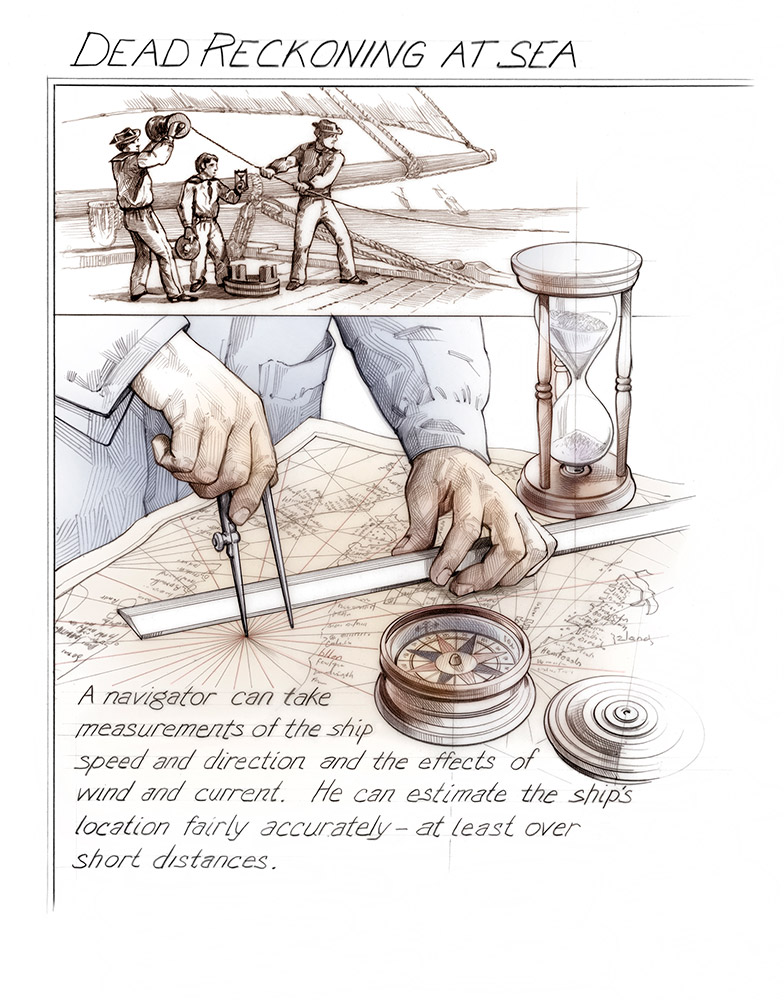 DEAD RECKONING AT SEA
Island
A navigator can take
measurements of the ship
speed and direction and the effects of
wind and current. He can estimate the ship's
location fairly accurately – at least over
short distances.